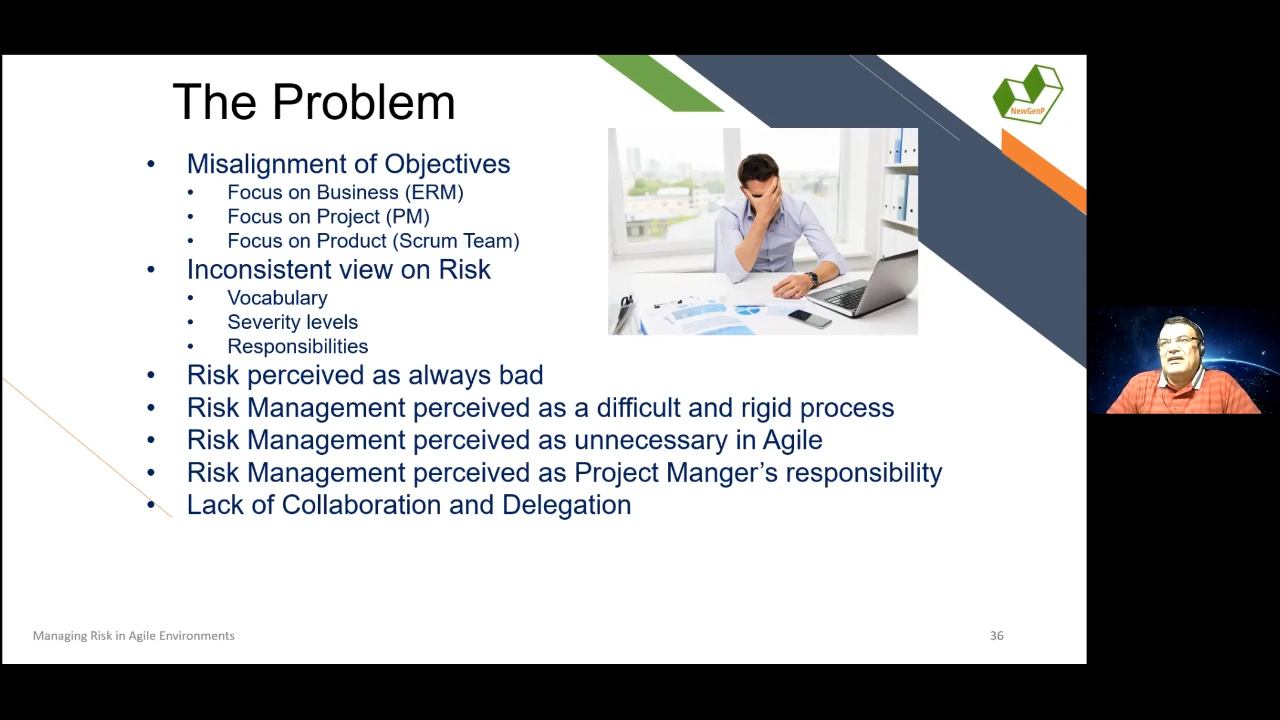 The Problem
NewGenP
• Misalignment of Objectives
• Focus on Business (ERM)
• Focus on Project (PM)
• Focus on Product (Scrum Team)
• Inconsistent view on Risk
• Vocabulary
• Severity levels
• Responsibilities
• Risk perceived as always bad
• Risk Management perceived as a difficult and rigid process
• Risk Management perceived as unnecessary in Agile
• Risk Management perceived as Project Manger’s responsibility
• Lack of Collaboration and Delegation
Managing Risk in Agile Environments
36